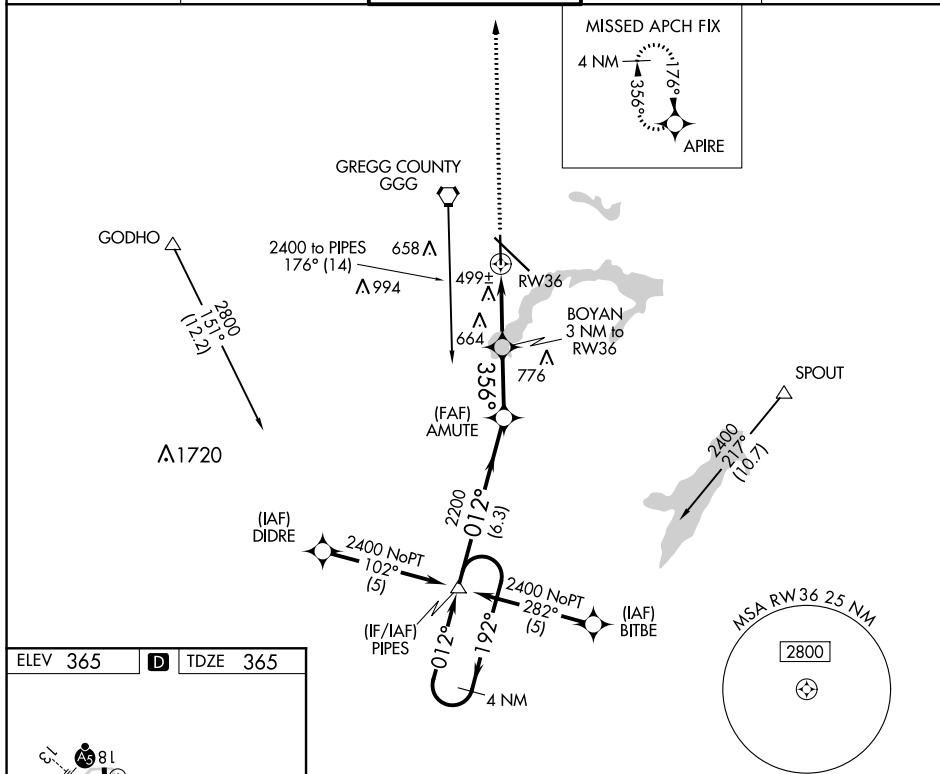 MISSED APCH FIX
4 NM
356°
176°
APIRE
GREGG COUNTY
GGG
GODHO
2400 to PIPES
176° (14)
658
994
499±
RW36
2800
151°
(12.2)
664
BOYAN
3 NM to
RW36
776
356°
SPOUT
(FAF)
AMUTE
1720
2400
217°
(10.7)
2200
012°
(6.3)
(IAF)
DIDRE
2400 NoPT
102°
(5)
2400 NoPT
282°
(5)
(IAF)
BITBE
(IF/IAF)
PIPES
012°
192°
4 NM
MSA RW36 25 NM
2800
ELEV 365
D
TDZE 365
13
A5
18